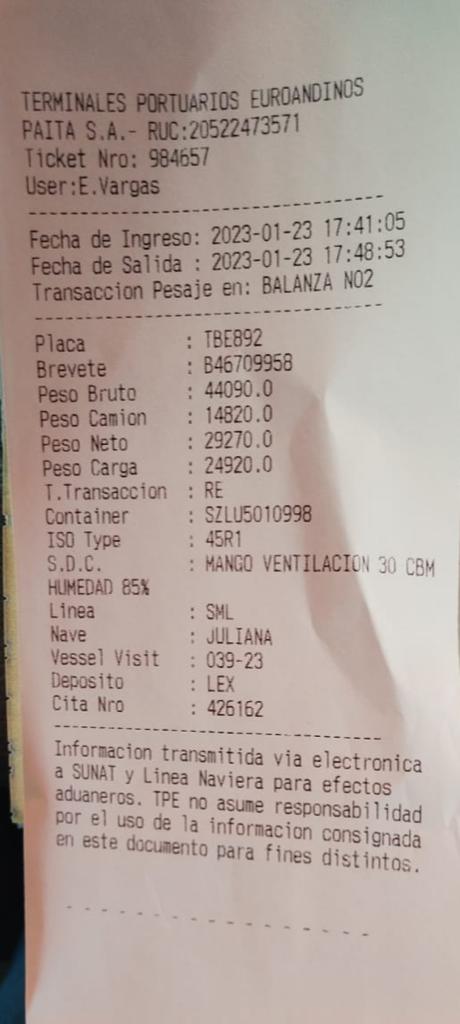 TERMINALES PORTUARIOS EUROANDINOS
PAITA S.A.- RUC:20522473571
Ticket Nro: 984657
User:E.Vargas
--------------------------------
Fecha de Ingreso: 2023-01-23 17:41:05
Fecha de Salida : 2023-01-23 17:48:53
Transaccion Pesaje en: BALANZA NO2
--------------------------------
Placa : TBE892
Brevete : B46709958
Peso Bruto : 44090.0
Peso Camion : 14820.0
Peso Neto : 29270.0
Peso Carga : 24920.0
T.Transaccion : RE
Container : SZLU5010998
ISO Type : 45R1
S.D.C. : MANGO VENTILACION 30 CBM
HUMEDAD 85%
Linea : SML
Nave : JULIANA
Vessel Visit : 039-23
Deposito : LEX
Cita Nro : 426162
--------------------------------
Informacion transmitida via electronica
a SUNAT y Linea Naviera para efectos
aduaneros. TPE no asume responsabilidad
por el uso de la informacion consignada
en este documento para fines distintos.
- - - - - - - - - - - - - - - -